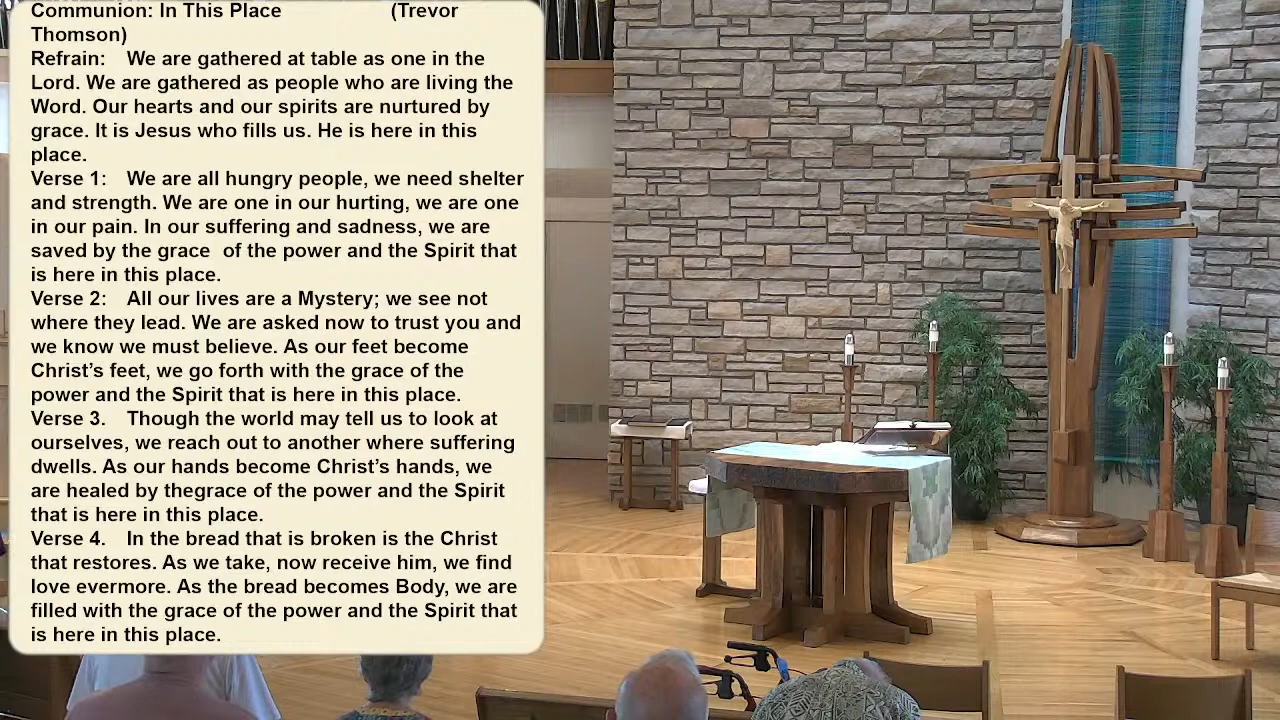 Communion: In This Place (Trevor
Thomson)
Refrain: We are gathered at table as one in the
Lord. We are gathered as people who are living the
Word. Our hearts and our spirits are nurtured by
grace. It is Jesus who fills us. He is here in this
place.
Verse 1: We are all hungry people, we need shelter
and strength. We are one in our hurting, we are one
in our pain. In our suffering and sadness, we are
saved by the grace of the power and the Spirit that
is here in this place.
Verse 2: All our lives are a Mystery; we see not
where they lead. We are asked now to trust you and
we know we must believe. As our feet become
Christ's feet, we go forth with the grace of the
power and the Spirit that is here in this place.
Verse 3. Though the world may tell us to look at
ourselves, we reach out to another where suffering
dwells. As our hands become Christ's hands, we
are healed by thegrace of the power and the Spirit
that is here in this place.
Verse 4. In the bread that is broken is the Christ
that restores. As we take, now receive him, we find
love evermore. As the bread becomes Body, we are
filled with the grace of the power and the Spirit that
is here in this place.